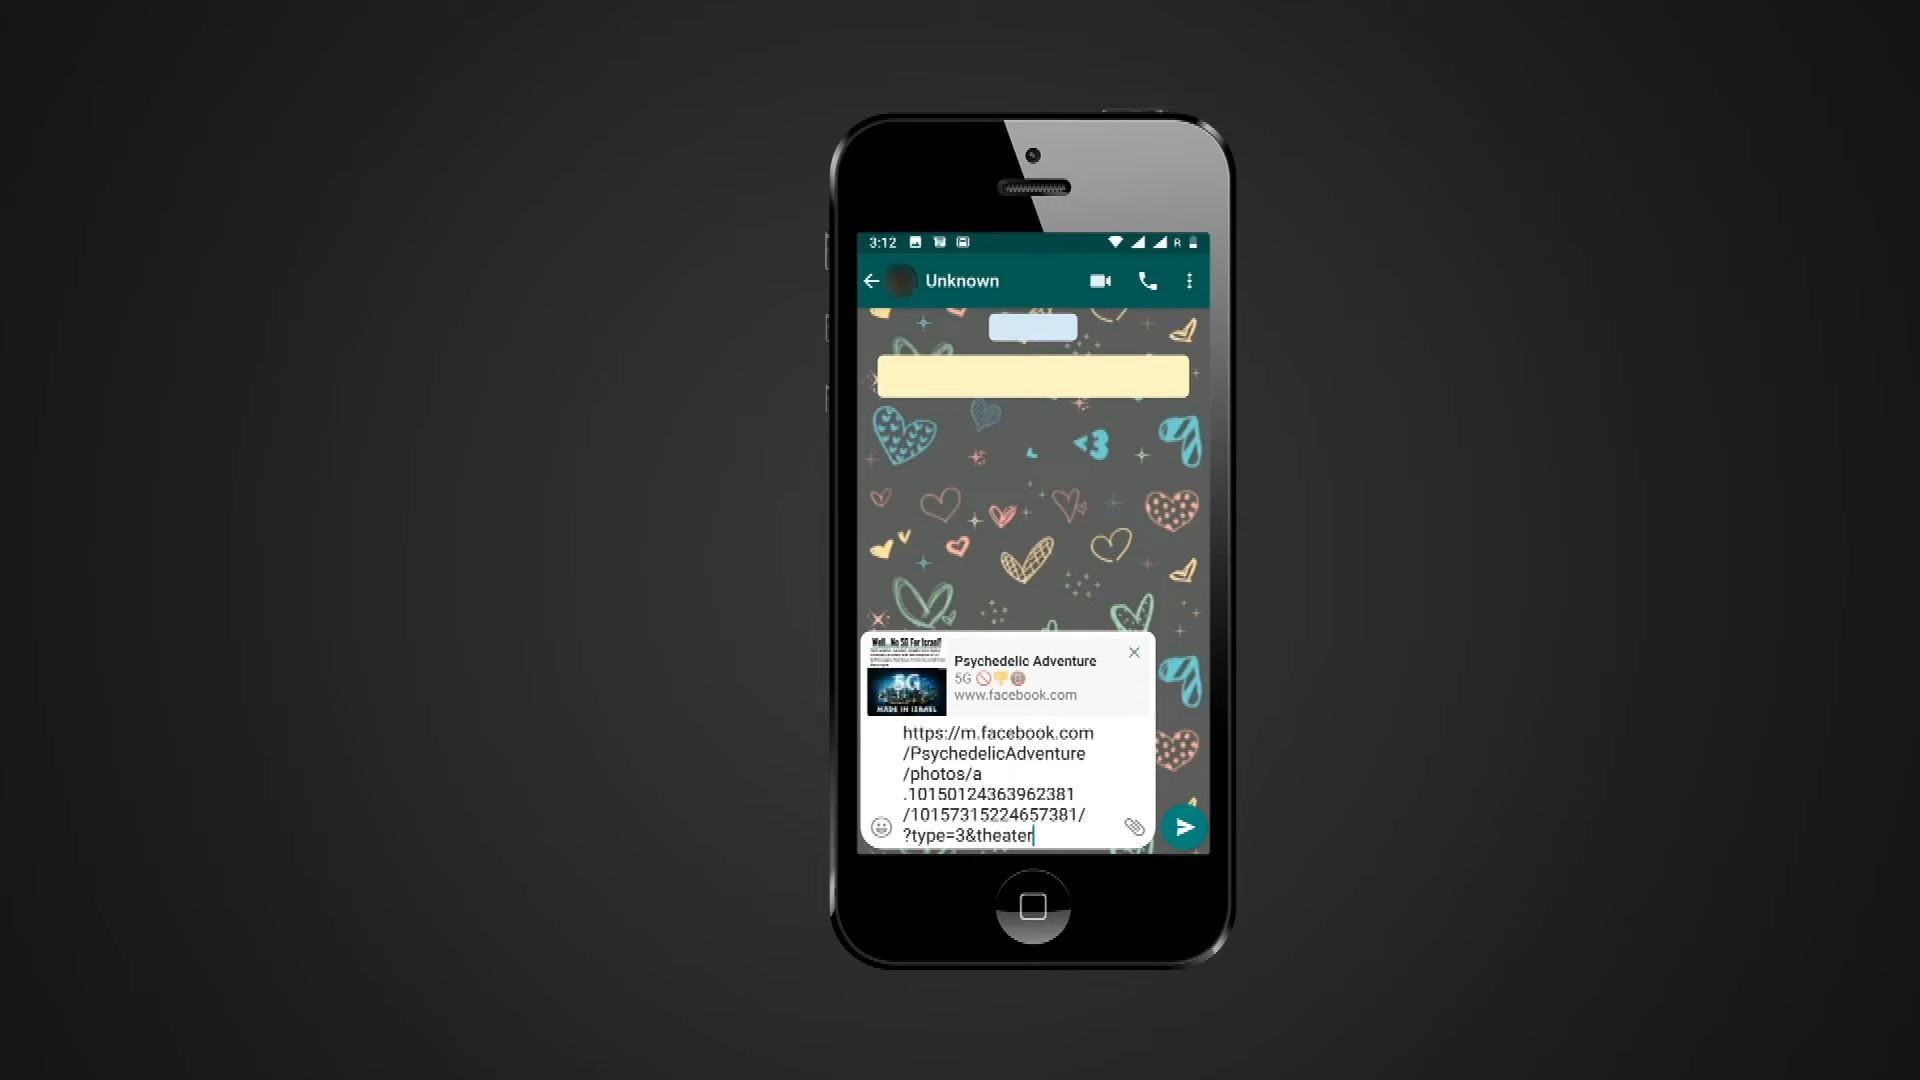 3:12
R
Unknown
<3
Well.. No 5G For Israel!
5G
MADE IN ISRAEL
Psychedelic Adventure
5G 🚫👎
www.facebook.com
https://m.facebook.com
/PsychedelicAdventure
/photos/a
.10150124363962381
/10157315224657381/
?type=3&theater